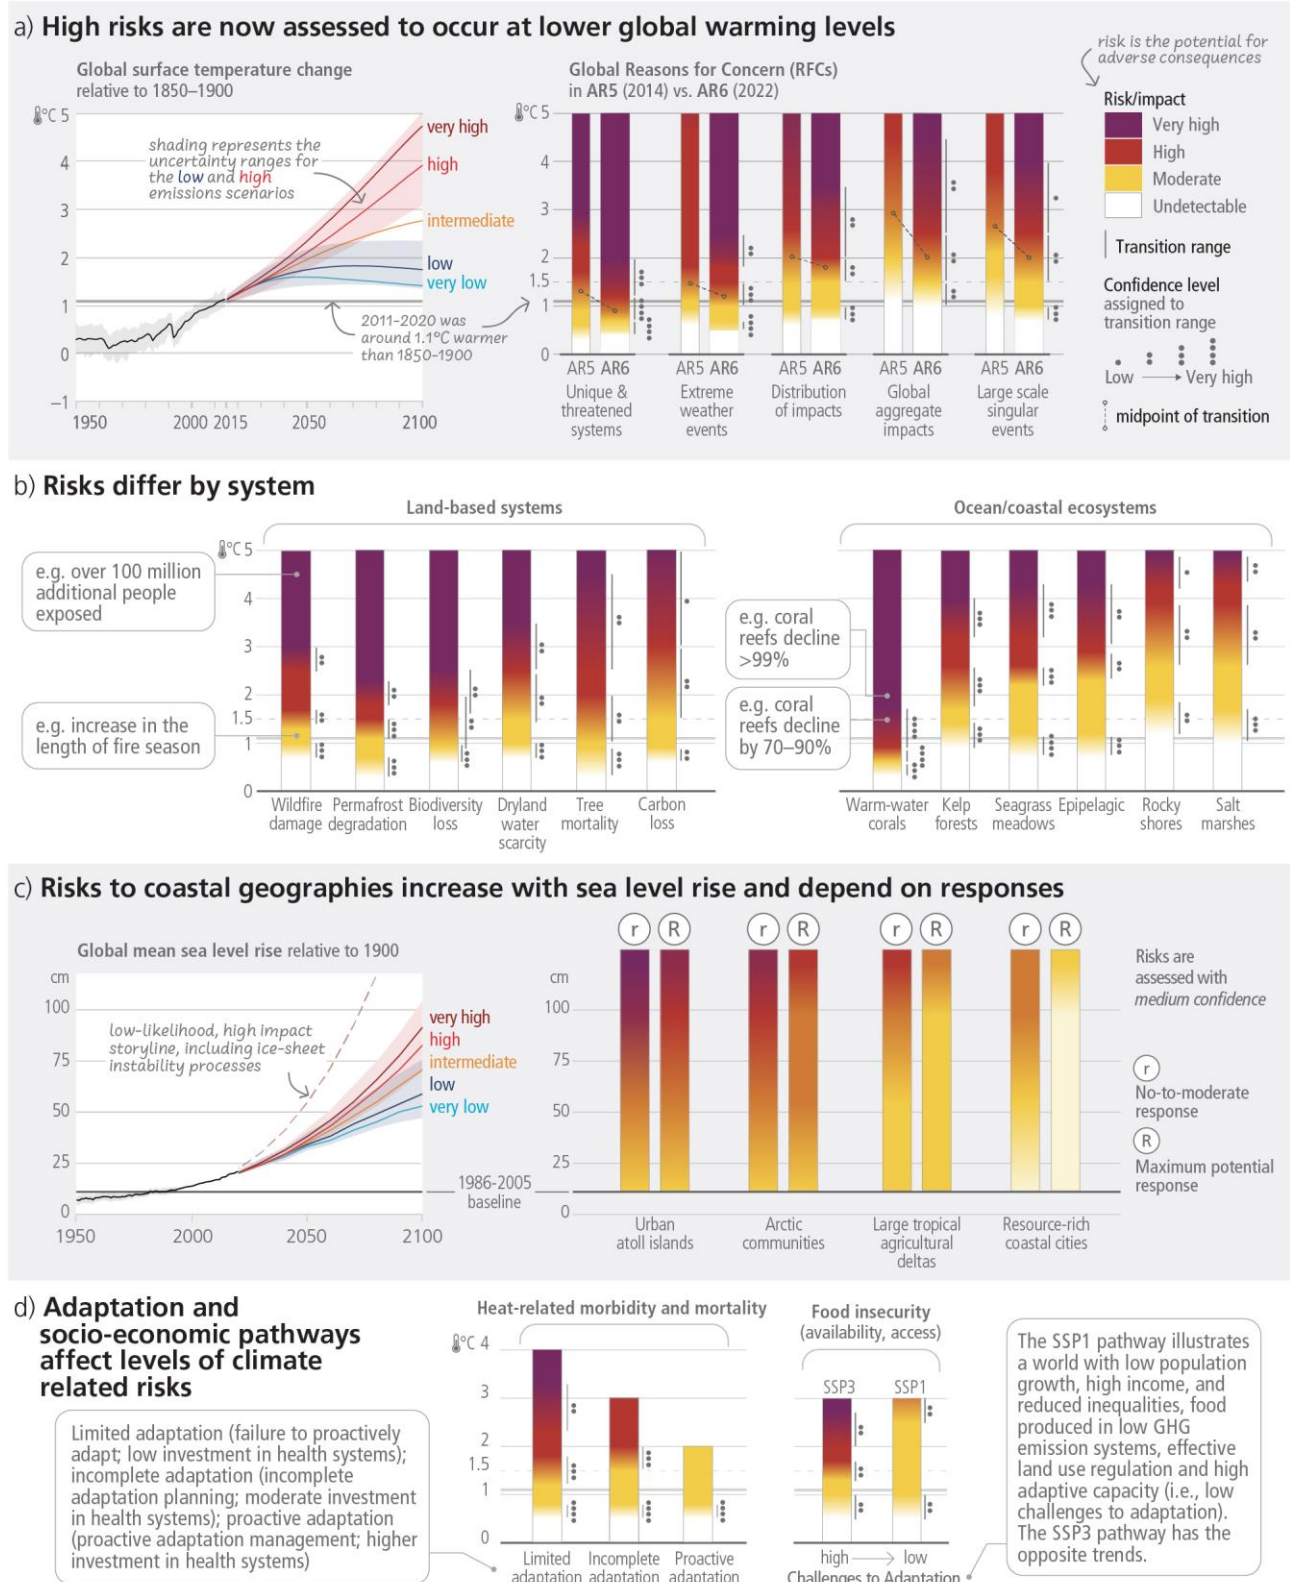 a) High risks are now assessed to occur at lower global warming levels
risk is the potential for
adverse consequences
Global surface temperature change
relative to 1850–1900
°C 5
4
3
2
1
0
−1
shading represents the
uncertainty ranges for
the low and high
emissions scenarios
very high
high
intermediate
low
very low
2011-2020 was
around 1.1°C warmer
than 1850-1900
1950
2000 2015
2050
2100
Global Reasons for Concern (RFCs)
in AR5 (2014) vs. AR6 (2022)
°C 5
4
3
2
1.5
1
0
AR5 AR6
AR5 AR6
AR5 AR6
AR5 AR6
AR5 AR6
Unique &
threatened
systems
Extreme
weather
events
Distribution
of impacts
Global
aggregate
impacts
Large scale
singular
events
Risk/impact
Very high
High
Moderate
Undetectable
Transition range
Confidence level
assigned to
transition range
Low
Very high
midpoint of transition
b) Risks differ by system
Land-based systems
°C 5
4
3
2
1.5
1
0
e.g. over 100 million
additional people
exposed
e.g. increase in the
length of fire season
Wildfire
damage
Permafrost
degradation
Biodiversity
loss
Dryland
water
scarcity
Tree
mortality
Carbon
loss
Ocean/coastal ecosystems
e.g. coral
reefs decline
>99%
e.g. coral
reefs decline
by 70–90%
Warm-water
corals
Kelp
forests
Seagrass
meadows
Epipelagic
Rocky
shores
Salt
marshes
c) Risks to coastal geographies increase with sea level rise and depend on responses
Global mean sea level rise relative to 1900
cm
100
75
50
25
0
low-likelihood, high impact
storyline, including ice-sheet
instability processes
very high
high
intermediate
low
very low
1986-2005
baseline
1950
2000
2050
2100
cm
100
75
50
25
0
r R
r R
r R
r R
Urban
atoll islands
Arctic
communities
Large tropical
agricultural
deltas
Resource-rich
coastal cities
Risks are
assessed with
medium confidence
r
No-to-moderate
response
R
Maximum potential
response
d) Adaptation and
socio-economic pathways
affect levels of climate
related risks
Limited adaptation (failure to proactively
adapt; low investment in health systems);
incomplete adaptation (incomplete
adaptation planning; moderate investment
in health systems); proactive adaptation
(proactive adaptation management; higher
investment in health systems)
Heat-related morbidity and mortality
°C 4
3
2
1.5
1
0
Limited
adaptation
Incomplete
adaptation
Proactive
adaptation
Food insecurity
(availability, access)
SSP3
SSP1
high
low
Challenges to Adaptation
The SSP1 pathway illustrates
a world with low population
growth, high income, and
reduced inequalities, food
produced in low GHG
emission systems, effective
land use regulation and high
adaptive capacity (i.e., low
challenges to adaptation).
The SSP3 pathway has the
opposite trends.